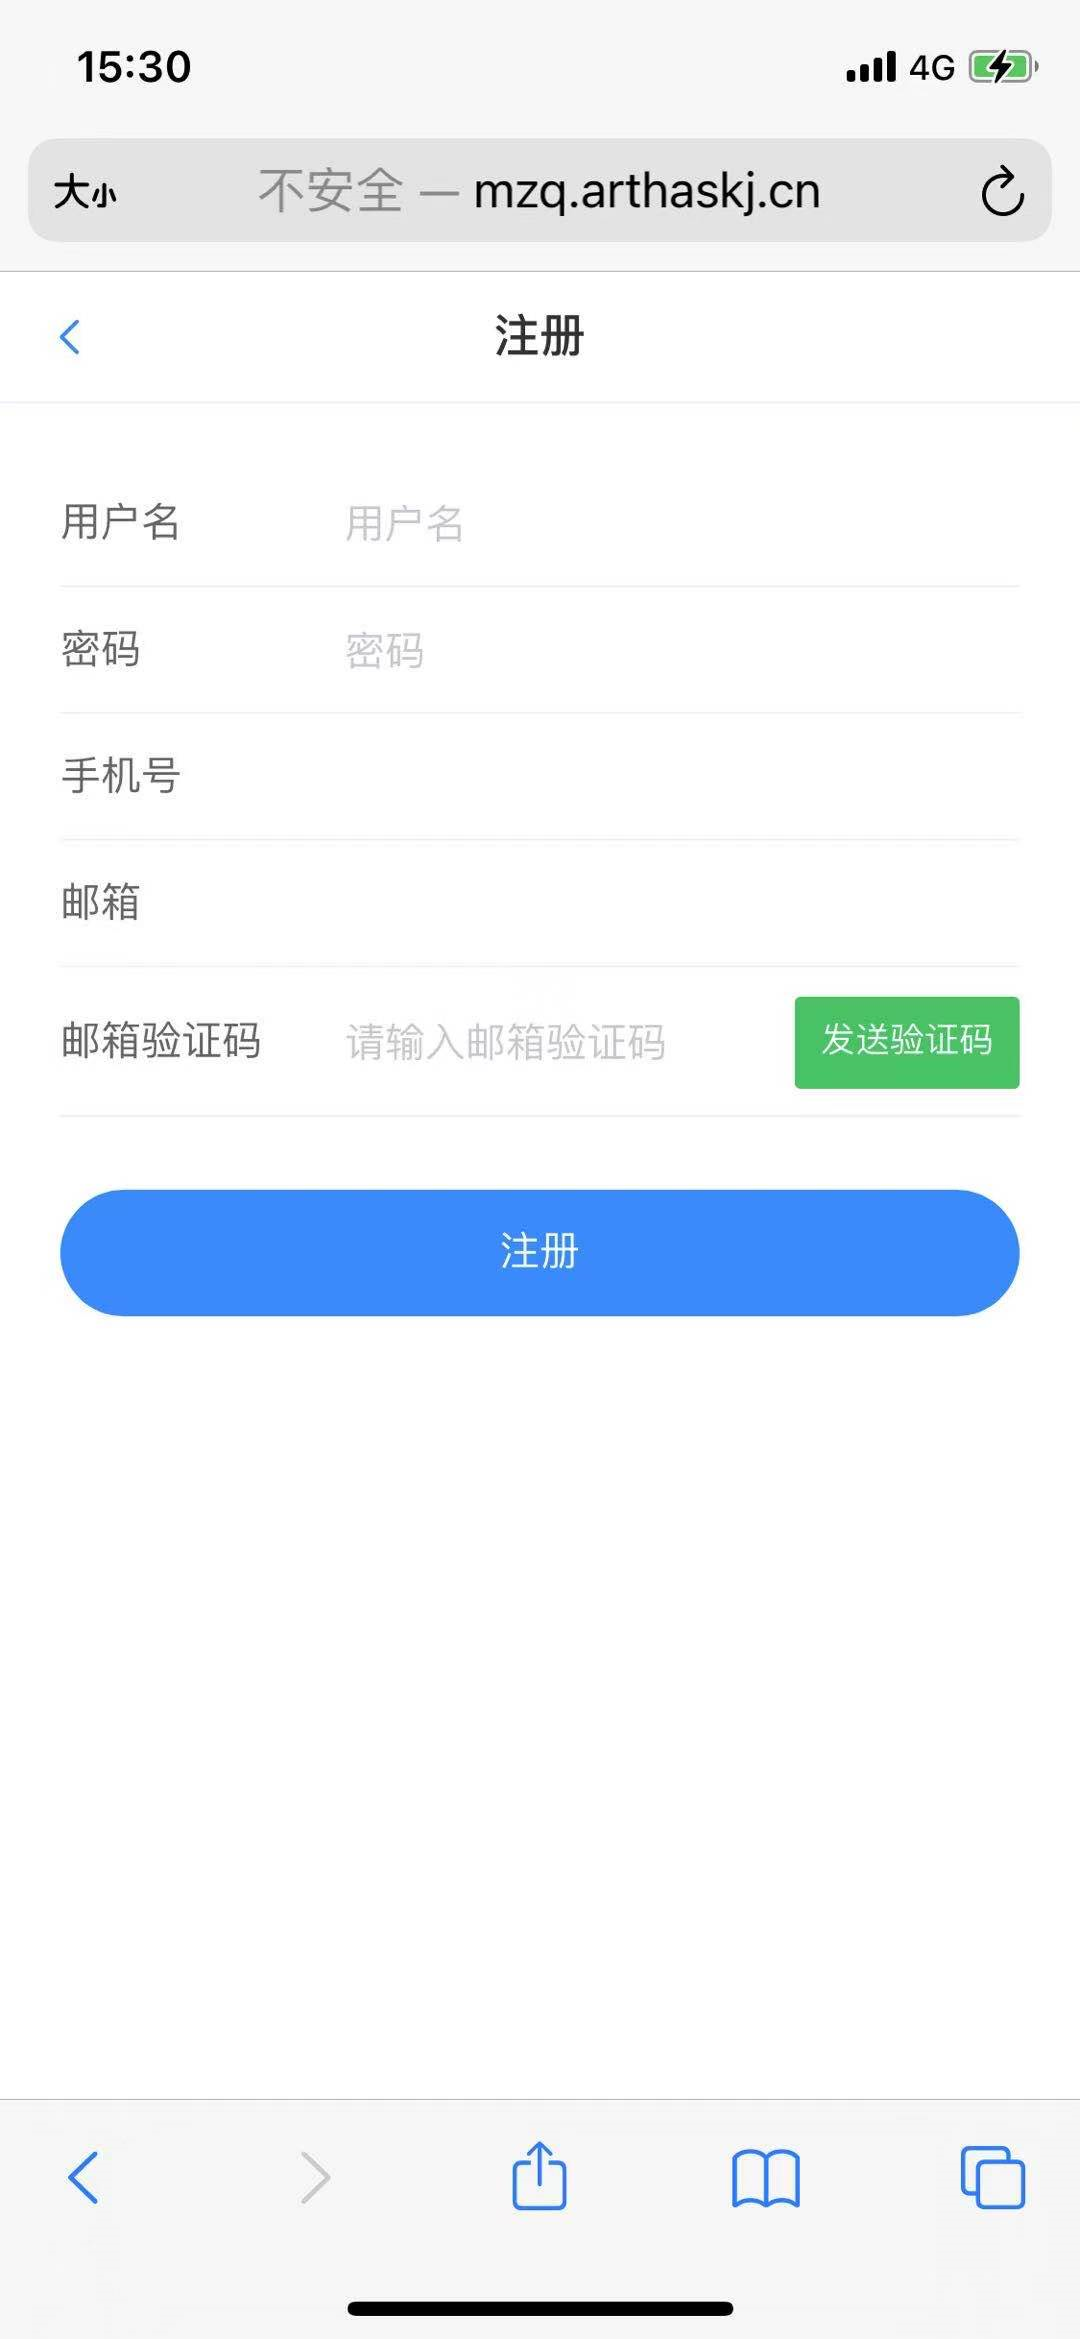 15:30
4G
大小
不安全 — mzq.arthaskj.cn
注册
用户名 用户名
密码 密码
手机号
邮箱
邮箱验证码 请输入邮箱验证码 发送验证码
注册